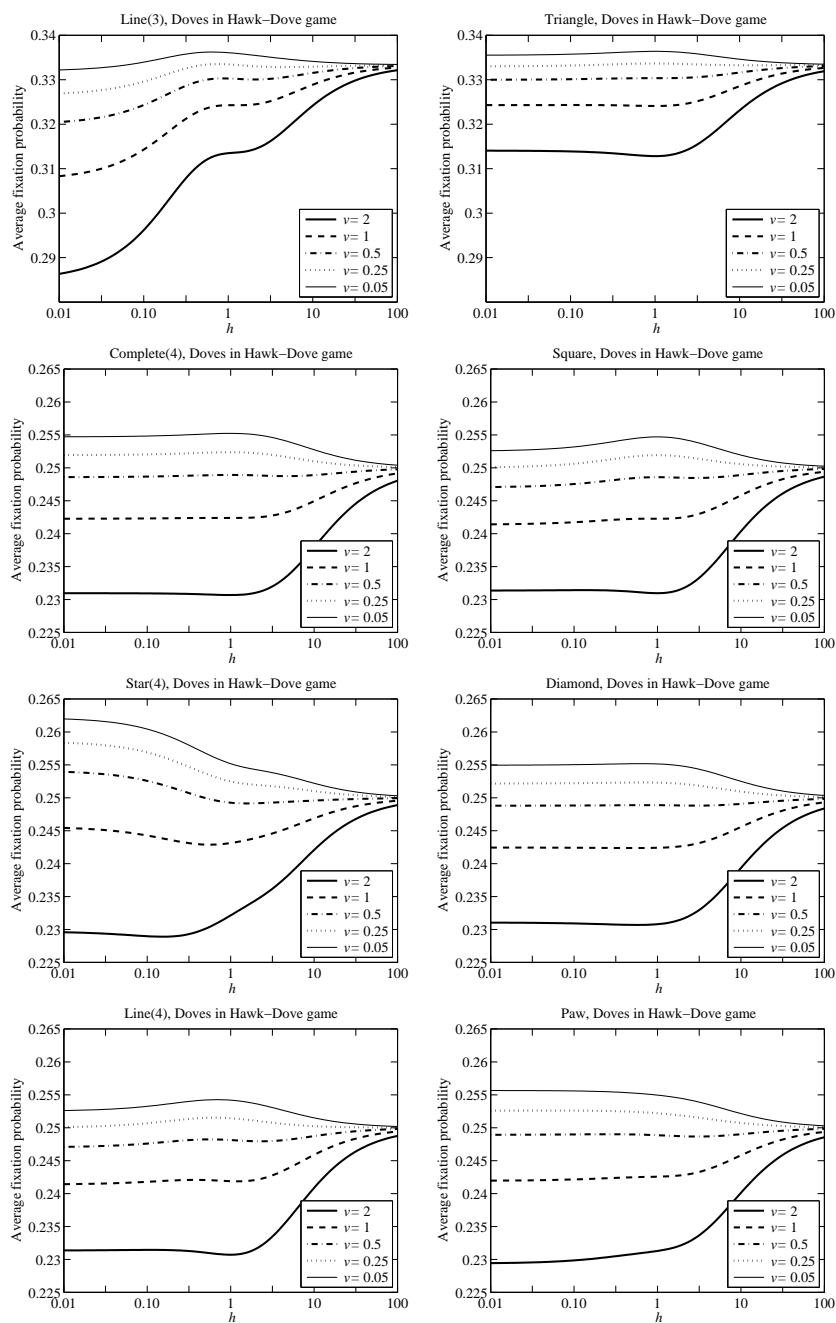 Line(3), Doves in Hawk−Dove game
Average fixation probability
0.34
0.33
0.32
0.31
0.3
0.29
0.01 0.10 1 10 100
h
v= 2
v= 1
v= 0.5
v= 0.25
v= 0.05
Triangle, Doves in Hawk−Dove game
Average fixation probability
0.34
0.33
0.32
0.31
0.3
0.29
0.01 0.10 1 10 100
h
v= 2
v= 1
v= 0.5
v= 0.25
v= 0.05
Complete(4), Doves in Hawk−Dove game
Average fixation probability
0.265
0.26
0.255
0.25
0.245
0.24
0.235
0.23
0.225
0.01 0.10 1 10 100
h
v= 2
v= 1
v= 0.5
v= 0.25
v= 0.05
Square, Doves in Hawk−Dove game
Average fixation probability
0.265
0.26
0.255
0.25
0.245
0.24
0.235
0.23
0.225
0.01 0.10 1 10 100
h
v= 2
v= 1
v= 0.5
v= 0.25
v= 0.05
Star(4), Doves in Hawk−Dove game
Average fixation probability
0.265
0.26
0.255
0.25
0.245
0.24
0.235
0.23
0.225
0.01 0.10 1 10 100
h
v= 2
v= 1
v= 0.5
v= 0.25
v= 0.05
Diamond, Doves in Hawk−Dove game
Average fixation probability
0.265
0.26
0.255
0.25
0.245
0.24
0.235
0.23
0.225
0.01 0.10 1 10 100
h
v= 2
v= 1
v= 0.5
v= 0.25
v= 0.05
Line(4), Doves in Hawk−Dove game
Average fixation probability
0.265
0.26
0.255
0.25
0.245
0.24
0.235
0.23
0.225
0.01 0.10 1 10 100
h
v= 2
v= 1
v= 0.5
v= 0.25
v= 0.05
Paw, Doves in Hawk−Dove game
Average fixation probability
0.265
0.26
0.255
0.25
0.245
0.24
0.235
0.23
0.225
0.01 0.10 1 10 100
h
v= 2
v= 1
v= 0.5
v= 0.25
v= 0.05